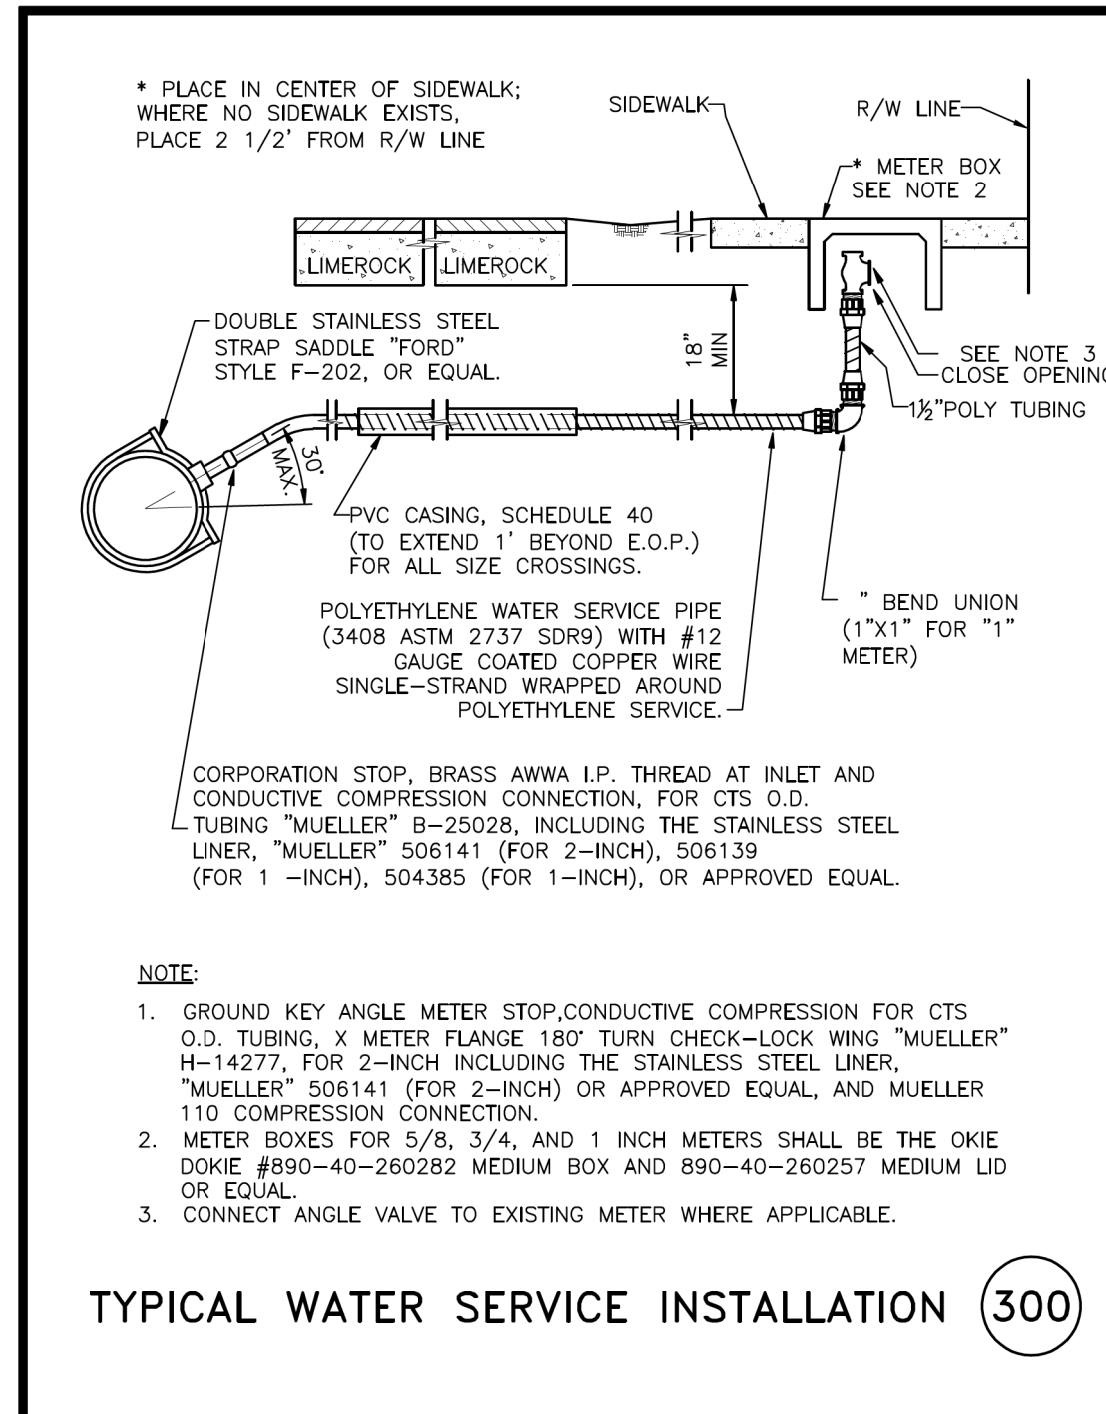 * PLACE IN CENTER OF SIDEWALK;
WHERE NO SIDEWALK EXISTS,
PLACE 2 1/2' FROM R/W LINE
SIDEWALK
R/W LINE
* METER BOX
SEE NOTE 2
LIMEROCK
LIMEROCK
DOUBLE STAINLESS STEEL
STRAP SADDLE "FORD"
STYLE F-202, OR EQUAL.
18"
MIN
SEE NOTE 3
CLOSE OPENING
1½"POLY TUBING
30°
MAX.
PVC CASING, SCHEDULE 40
(TO EXTEND 1' BEYOND E.O.P.)
FOR ALL SIZE CROSSINGS.
" BEND UNION
(1"X1" FOR "1"
METER)
POLYETHYLENE WATER SERVICE PIPE
(3408 ASTM 2737 SDR9) WITH #12
GAUGE COATED COPPER WIRE
SINGLE-STRAND WRAPPED AROUND
POLYETHYLENE SERVICE.
CORPORATION STOP, BRASS AWWA I.P. THREAD AT INLET AND
CONDUCTIVE COMPRESSION CONNECTION, FOR CTS O.D.
TUBING "MUELLER" B-25028, INCLUDING THE STAINLESS STEEL
LINER, "MUELLER" 506141 (FOR 2-INCH), 506139
(FOR 1 -INCH), 504385 (FOR 1-INCH), OR APPROVED EQUAL.
NOTE:
1. GROUND KEY ANGLE METER STOP,CONDUCTIVE COMPRESSION FOR CTS
O.D. TUBING, X METER FLANGE 180° TURN CHECK-LOCK WING "MUELLER"
H-14277, FOR 2-INCH INCLUDING THE STAINLESS STEEL LINER,
"MUELLER" 506141 (FOR 2-INCH) OR APPROVED EQUAL, AND MUELLER
110 COMPRESSION CONNECTION.
2. METER BOXES FOR 5/8, 3/4, AND 1 INCH METERS SHALL BE THE OKIE
DOKIE #890-40-260282 MEDIUM BOX AND 890-40-260257 MEDIUM LID
OR EQUAL.
3. CONNECT ANGLE VALVE TO EXISTING METER WHERE APPLICABLE.
TYPICAL WATER SERVICE INSTALLATION 300